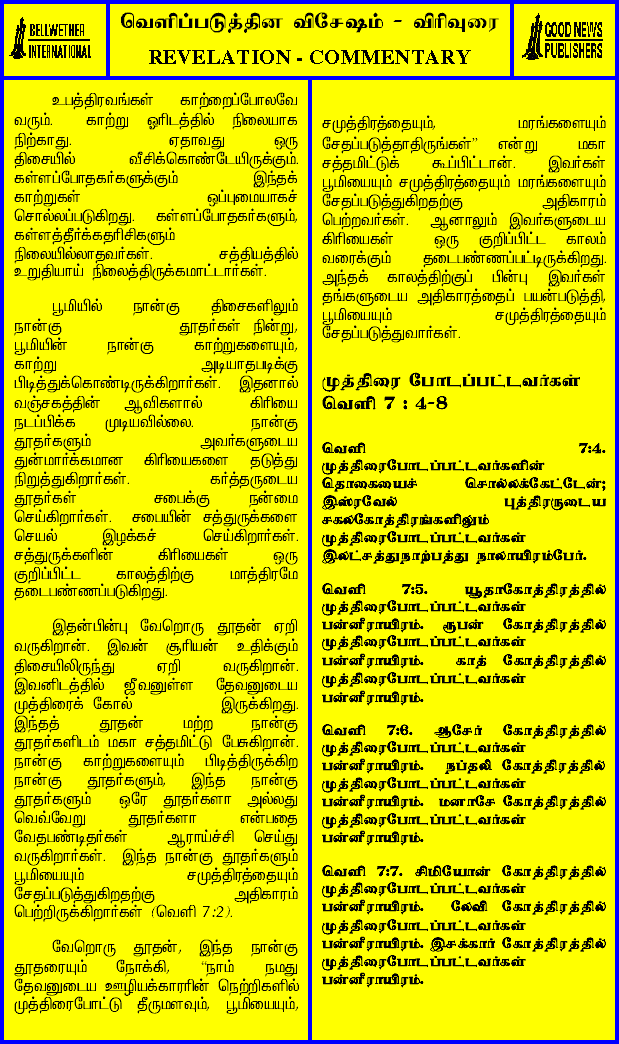 BELLWETHER
INTERNATIONAL
வெளிப்படுத்தின விசேஷம் - விரிவுரை
REVELATION - COMMENTARY
GOOD NEWS
PUBLISHERS
உபத்திரவங்கள் காற்றைப்போலவே
வரும். காற்று ஓரிடத்தில் நிலையாக
நிற்காது. ஏதாவது ஒரு
திசையில் வீசிக்கொண்டேயிருக்கும்.
கள்ளப்போதகர்களுக்கும் இந்தக்
காற்றுகள் ஒப்புமையாகச்
சொல்லப்படுகிறது. கள்ளப்போதகர்களும்,
கள்ளத்தீர்க்கதரிசிகளும்
நிலையில்லாதவர்கள். சத்தியத்தில்
உறுதியாய் நிலைத்திருக்கமாட்டார்கள்.
பூமியில் நான்கு திசைகளிலும்
நான்கு தூதர்கள் நின்று,
பூமியின் நான்கு காற்றுகளையும்,
காற்று அடியாதபடிக்கு
பிடித்துக்கொண்டிருக்கிறார்கள். இதனால்
வஞ்சகத்தின் ஆவிகளால் கிரியை
நடப்பிக்க முடியவில்லை. நான்கு
தூதர்களும் அவர்களுடைய
துன்மார்க்கமான கிரியைகளை தடுத்து
நிறுத்துகிறார்கள். கர்த்தருடைய
தூதர்கள் சபைக்கு நன்மை
செய்கிறார்கள். சபையின் சத்துருக்களை
செயல் இழக்கச் செய்கிறார்கள்.
சத்துருக்களின் கிரியைகள் ஒரு
குறிப்பிட்ட காலத்திற்கு மாத்திரமே
தடைபண்ணப்படுகிறது.
இதன்பின்பு வேறொரு தூதன் ஏறி
வருகிறான். இவன் சூரியன் உதிக்கும்
திசையிலிருந்து ஏறி வருகிறான்.
இவனிடத்தில் ஜீவனுள்ள தேவனுடைய
முத்திரைக் கோல் இருக்கிறது.
இந்தத் தூதன் மற்ற நான்கு
தூதர்களிடம் மகா சத்தமிட்டு பேசுகிறான்.
நான்கு காற்றுகளையும் பிடித்திருக்கிற
நான்கு தூதர்களும், இந்த நான்கு
தூதர்களும் ஒரே தூதர்களா அல்லது
வெவ்வேறு தூதர்களா என்பதை
வேதபண்டிதர்கள் ஆராய்ச்சி செய்து
வருகிறார்கள். இந்த நான்கு தூதர்களும்
பூமியையும் சமுத்திரத்தையும்
சேதப்படுத்துகிறதற்கு அதிகாரம்
பெற்றிருக்கிறார்கள் (வெளி 7:2).
வேறொரு தூதன், இந்த நான்கு
தூதரையும் நோக்கி, “நாம் நமது
தேவனுடைய ஊழியக்காரரின் நெற்றிகளில்
முத்திரைபோட்டு தீருமளவும், பூமியையும்,
சமுத்திரத்தையும், மரங்களையும்
சேதப்படுத்தாதிருங்கள்” என்று மகா
சத்தமிட்டுக் கூப்பிட்டான். இவர்கள்
பூமியையும் சமுத்திரத்தையும் மரங்களையும்
சேதப்படுத்துகிறதற்கு அதிகாரம்
பெற்றவர்கள். ஆனாலும் இவர்களுடைய
கிரியைகள் ஒரு குறிப்பிட்ட காலம்
வரைக்கும் தடைபண்ணப்பட்டிருக்கிறது.
அந்தக் காலத்திற்குப் பின்பு இவர்கள்
தங்களுடைய அதிகாரத்தைப் பயன்படுத்தி,
பூமியையும் சமுத்திரத்தையும்
சேதப்படுத்துவார்கள்.
முத்திரை போடப்பட்டவர்கள்
வெளி 7 : 4-8
வெளி 7:4.
முத்திரைபோடப்பட்டவர்களின்
தொகையைச் சொல்லக்கேட்டேன்;
இஸ்ரவேல் புத்திரருடைய
சகலகோத்திரங்களிலும்
முத்திரைபோடப்பட்டவர்கள்
இலட்சத்துநாற்பத்து நாலாயிரம்பேர்.
வெளி 7:5. யூதாகோத்திரத்தில்
முத்திரைபோடப்பட்டவர்கள்
பன்னீராயிரம். ரூபன் கோத்திரத்தில்
முத்திரைபோடப்பட்டவர்கள்
பன்னீராயிரம். காத் கோத்திரத்தில்
முத்திரைபோடப்பட்டவர்கள்
பன்னீராயிரம்.
வெளி 7:6. ஆசேர் கோத்திரத்தில்
முத்திரைபோடப்பட்டவர்கள்
பன்னீராயிரம். நப்தலி கோத்திரத்தில்
முத்திரைபோடப்பட்டவர்கள்
பன்னீராயிரம். மனாசே கோத்திரத்தில்
முத்திரைபோடப்பட்டவர்கள்
பன்னீராயிரம்.
வெளி 7:7. சிமியோன் கோத்திரத்தில்
முத்திரைபோடப்பட்டவர்கள்
பன்னீராயிரம். லேவி கோத்திரத்தில்
முத்திரைபோடப்பட்டவர்கள்
பன்னீராயிரம். இசக்கார் கோத்திரத்தில்
முத்திரைபோடப்பட்டவர்கள்
பன்னீராயிரம்.